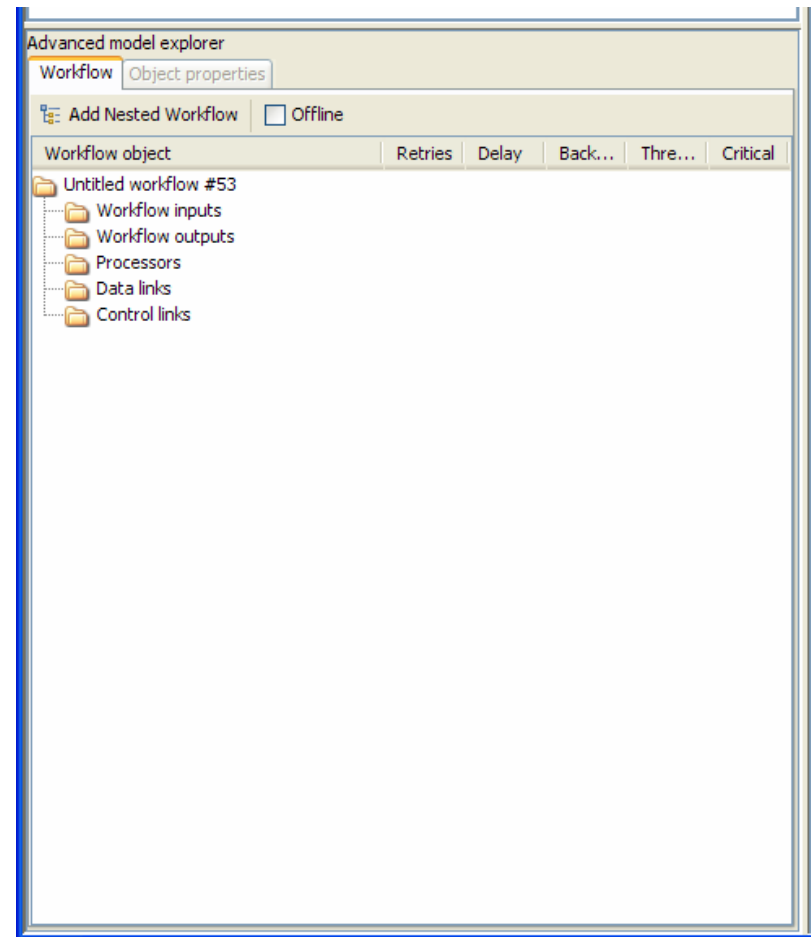 Advanced model explorer
Workflow Object properties
Add Nested Workflow Offline
Workflow object Retries Delay Back... Thre... Critical
Untitled workflow #53
Workflow inputs
Workflow outputs
Processors
Data links
Control links